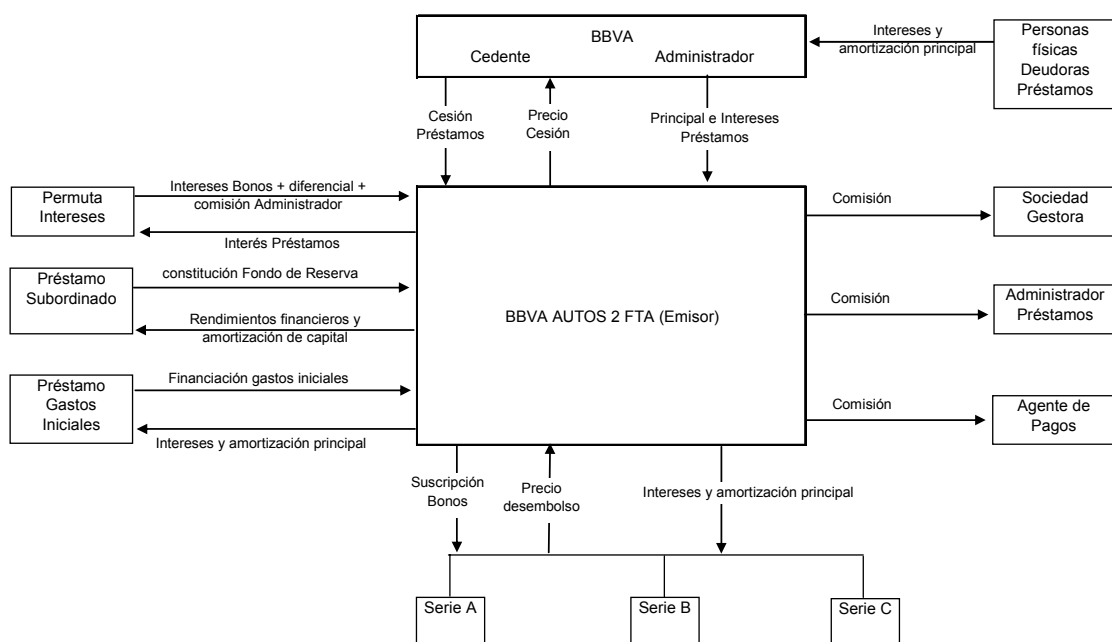 BBVA
Cedente
Administrador
Intereses y
amortización principal
Personas
físicas
Deudoras
Préstamos
Cesión
Préstamos
Precio
Cesión
Principal e Intereses
Préstamos
Permuta
Intereses
Intereses Bonos + diferencial +
comisión Administrador
Interés Préstamos
Préstamo
Subordinado
constitución Fondo de Reserva
Rendimientos financieros y
amortización de capital
Préstamo
Gastos
Iniciales
Financiación gastos iniciales
Intereses y amortización principal
BBVA AUTOS 2 FTA (Emisor)
Comisión
Sociedad
Gestora
Comisión
Administrador
Préstamos
Comisión
Agente de
Pagos
Suscripción
Bonos
Precio
desembolso
Intereses y amortización principal
Serie A
Serie B
Serie C